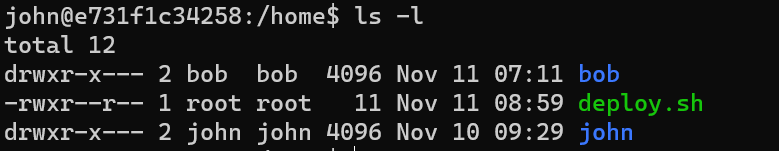 john@e731f1c34258:/home$ ls -l
total 12
drwxr-x--- 2 bob  bob  4096 Nov 11 07:11 bob
-rwxr--r-- 1 root root   11 Nov 11 08:59 deploy.sh
drwxr-x--- 2 john john 4096 Nov 10 09:29 john